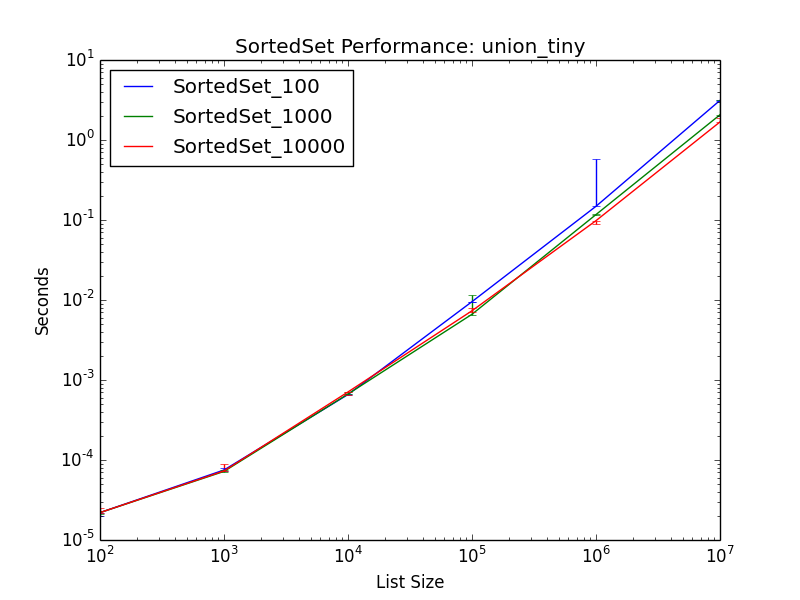 SortedSet Performance: union_tiny
10^1
10^0
10^-1
10^-2
10^-3
10^-4
10^-5
Seconds
SortedSet_100
SortedSet_1000
SortedSet_10000
10^2 10^3 10^4 10^5 10^6 10^7
List Size